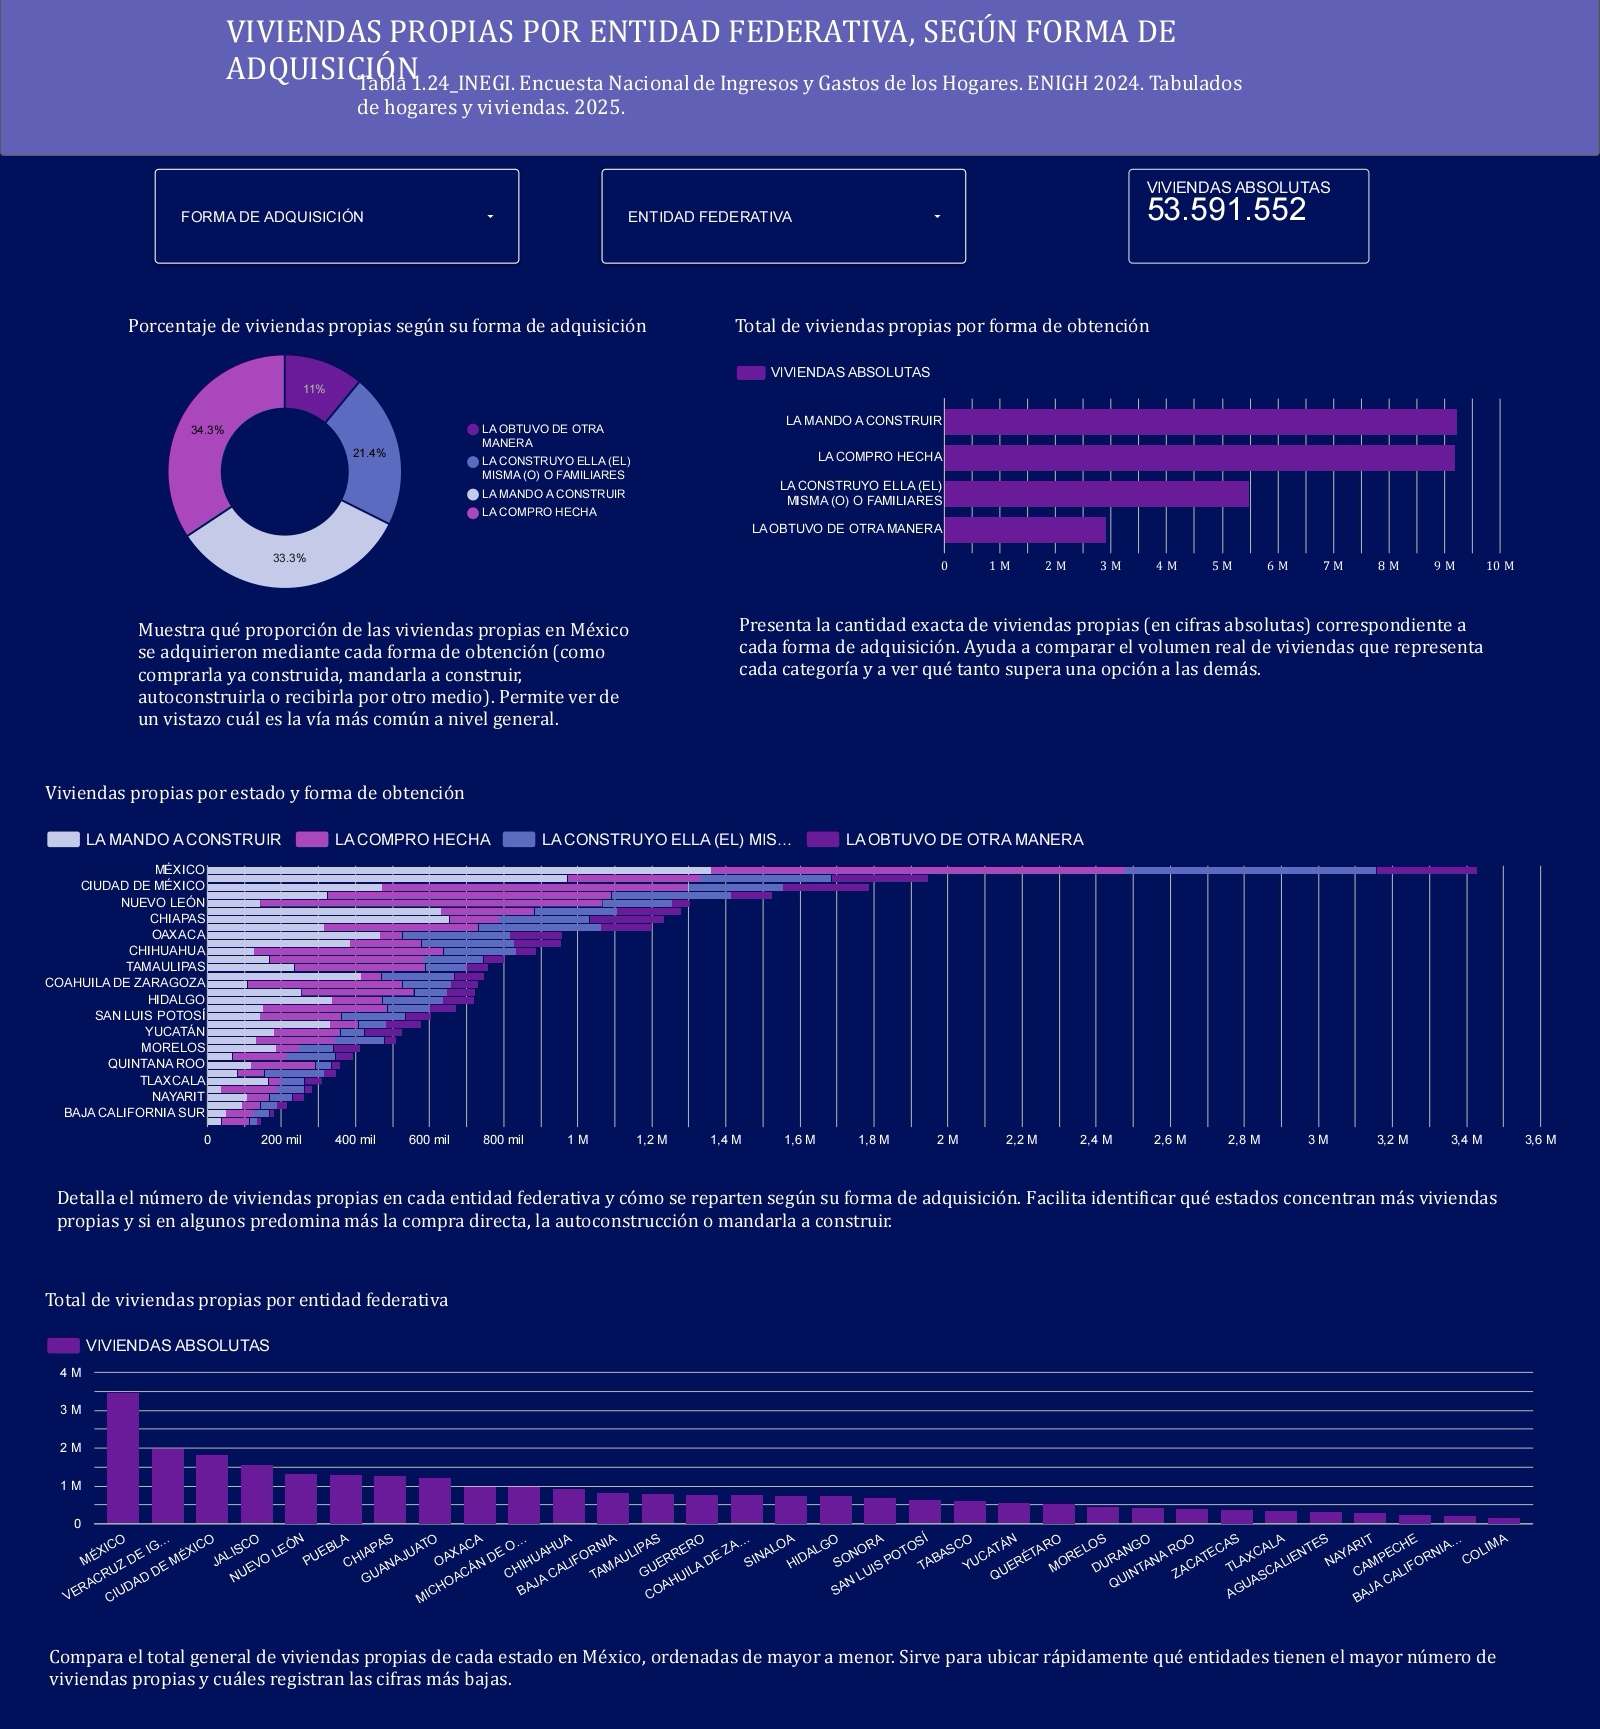 VIVIENDAS PROPIAS POR ENTIDAD FEDERATIVA, SEGÚN FORMA DE
ADQUISICIÓN
Tabla 1.24_INEGI. Encuesta Nacional de Ingresos y Gastos de los Hogares. ENIGH 2024. Tabulados
de hogares y viviendas. 2025.
FORMA DE ADQUISICIÓN
ENTIDAD FEDERATIVA
VIVIENDAS ABSOLUTAS
53.591.552
Porcentaje de viviendas propias según su forma de adquisición
11%
21.4%
33.3%
34.3%
LA OBTUVO DE OTRA
MANERA
LA CONSTRUYO ELLA (EL)
MISMA (O) O FAMILIARES
LA MANDO A CONSTRUIR
LA COMPRO HECHA
Muestra qué proporción de las viviendas propias en México
se adquirieron mediante cada forma de obtención (como
comprarla ya construida, mandarla a construir,
autoconstruirla o recibirla por otro medio). Permite ver de
un vistazo cuál es la vía más común a nivel general.
Total de viviendas propias por forma de obtención
VIVIENDAS ABSOLUTAS
LA MANDO A CONSTRUIR
LA COMPRO HECHA
LA CONSTRUYO ELLA (EL)
MISMA (O) O FAMILIARES
LA OBTUVO DE OTRA MANERA
0 1 M 2 M 3 M 4 M 5 M 6 M 7 M 8 M 9 M 10 M
Presenta la cantidad exacta de viviendas propias (en cifras absolutas) correspondiente a
cada forma de adquisición. Ayuda a comparar el volumen real de viviendas que representa
cada categoría y a ver qué tanto supera una opción a las demás.
Viviendas propias por estado y forma de obtención
LA MANDO A CONSTRUIR LA COMPRO HECHA LA CONSTRUYO ELLA (EL) MIS... LA OBTUVO DE OTRA MANERA
MÉXICO
CIUDAD DE MÉXICO
NUEVO LEÓN
CHIAPAS
OAXACA
CHIHUAHUA
TAMAULIPAS
COAHUILA DE ZARAGOZA
HIDALGO
SAN LUIS POTOSÍ
YUCATÁN
MORELOS
QUINTANA ROO
TLAXCALA
NAYARIT
BAJA CALIFORNIA SUR
0 200 mil 400 mil 600 mil 800 mil 1 M 1,2 M 1,4 M 1,6 M 1,8 M 2 M 2,2 M 2,4 M 2,6 M 2,8 M 3 M 3,2 M 3,4 M 3,6 M
Detalla el número de viviendas propias en cada entidad federativa y cómo se reparten según su forma de adquisición. Facilita identificar qué estados concentran más viviendas
propias y si en algunos predomina más la compra directa, la autoconstrucción o mandarla a construir.
Total de viviendas propias por entidad federativa
VIVIENDAS ABSOLUTAS
4 M
3 M
2 M
1 M
0
MÉXICO
VERACRUZ DE IG...
CIUDAD DE MÉXICO
JALISCO
NUEVO LEÓN
PUEBLA
CHIAPAS
GUANAJUATO
OAXACA
MICHOACÁN DE O...
CHIHUAHUA
BAJA CALIFORNIA
TAMAULIPAS
GUERRERO
COAHUILA DE ZA...
SINALOA
HIDALGO
SONORA
SAN LUIS POTOSÍ
TABASCO
YUCATÁN
QUERÉTARO
MORELOS
DURANGO
QUINTANA ROO
ZACATECAS
TLAXCALA
AGUASCALIENTES
NAYARIT
CAMPECHE
BAJA CALIFORNIA...
COLIMA
Compara el total general de viviendas propias de cada estado en México, ordenadas de mayor a menor. Sirve para ubicar rápidamente qué entidades tienen el mayor número de
viviendas propias y cuáles registran las cifras más bajas.